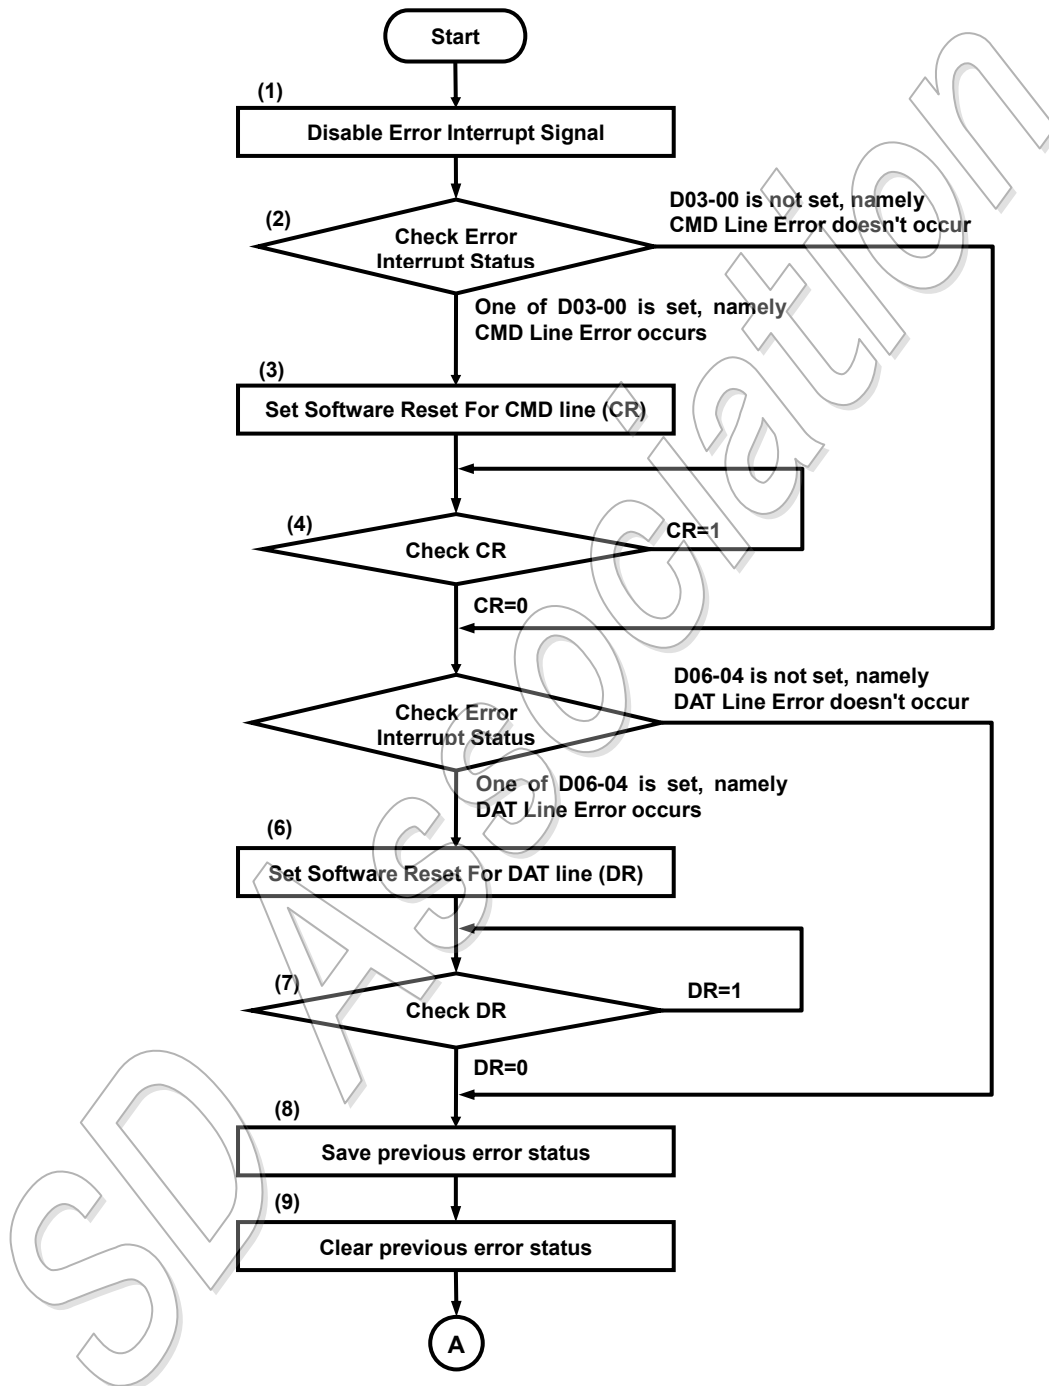 Start
(1)
Disable Error Interrupt Signal
D03-00 is not set, namely
CMD Line Error doesn't occur
(2)
Check Error
Interrupt Status
One of D03-00 is set, namely
CMD Line Error occurs
(3)
Set Software Reset For CMD line (CR)
(4)
Check CR
CR=1
CR=0
D06-04 is not set, namely
DAT Line Error doesn't occur
Check Error
Interrupt Status
One of D06-04 is set, namely
DAT Line Error occurs
(6)
Set Software Reset For DAT line (DR)
(7)
Check DR
DR=1
DR=0
(8)
Save previous error status
(9)
Clear previous error status
A
SD Association